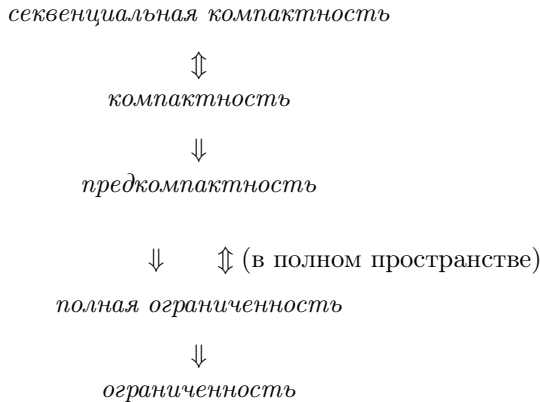 секвенциальная компактность
⇕
компактность
⇓
предкомпактность
⇓ ⇕ (в полном пространстве)
полная ограниченность
⇓
ограниченность